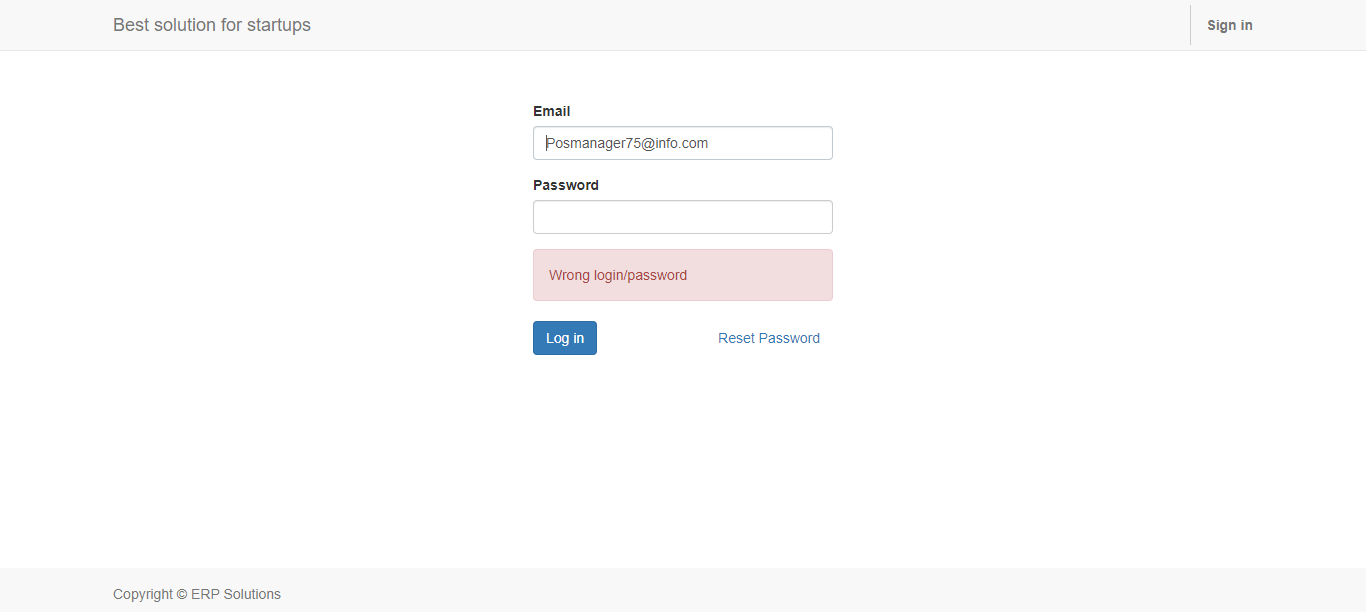 Best solution for startups
Sign in
Email
Posmanager75@info.com
Password
Wrong login/password
Log in
Reset Password
Copyright © ERP Solutions